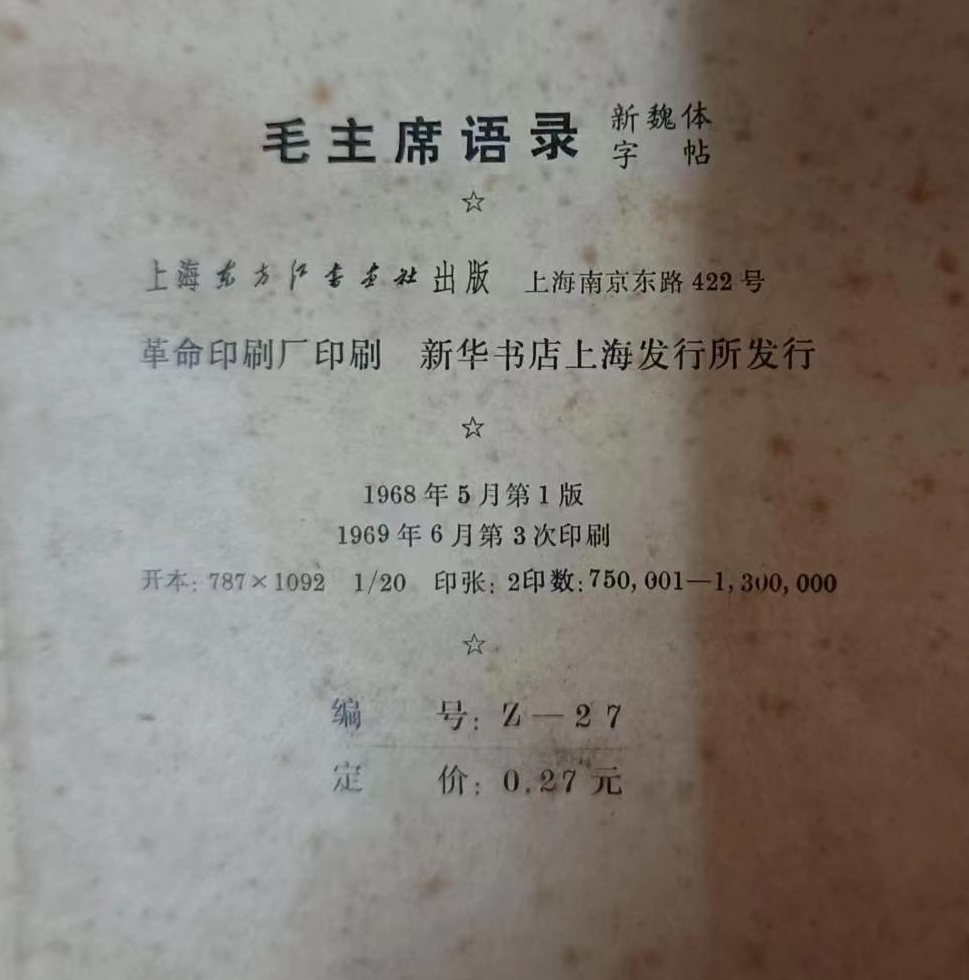 毛主席语录 新魏体字帖
☆
上海东方红书画社出版 上海南京东路422号
革命印刷厂印刷 新华书店上海发行所发行
☆
1968年5月第1版
1969年6月第3次印刷
开本：787×1092 1/20 印张：2印数：750,001—1,300,000
☆
编 号：Z—27
定 价：0.27元